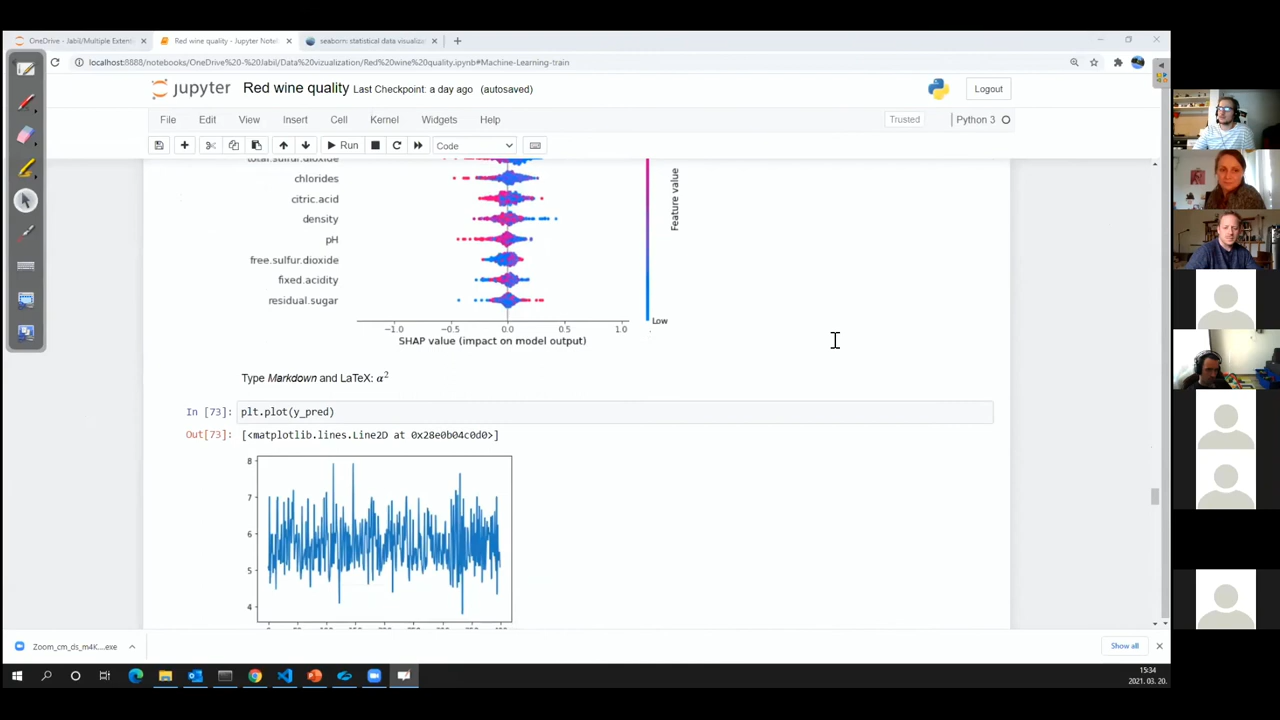 OneDrive - Jabil/Multiple Extenti
Red wine quality - Jupyter Note
seaborn: statistical data visualiza
localhost:8888/notebooks/OneDrive%20-%20Jabil/Data%20vizualization/Red%20wine%20quality.ipynb#Machine-Learning-train
jupyter Red wine quality Last Checkpoint: a day ago (autosaved)
Logout
File Edit View Insert Cell Kernel Widgets Help
Trusted
Python 3
Run
Code
total.sulfur.dioxide
chlorides
citric.acid
density
pH
free.sulfur.dioxide
fixed.acidity
residual.sugar
Feature value
Low
-1.0 -0.5 0.0 0.5 1.0
SHAP value (impact on model output)
Type Markdown and LaTeX: α²
In [73]: plt.plot(y_pred)
Out[73]: [<matplotlib.lines.Line2D at 0x28e0b04c0d0>]
8
7
6
5
4
Zoom_cm_ds_m4K....exe
Show all
15:34
2021. 03. 20.